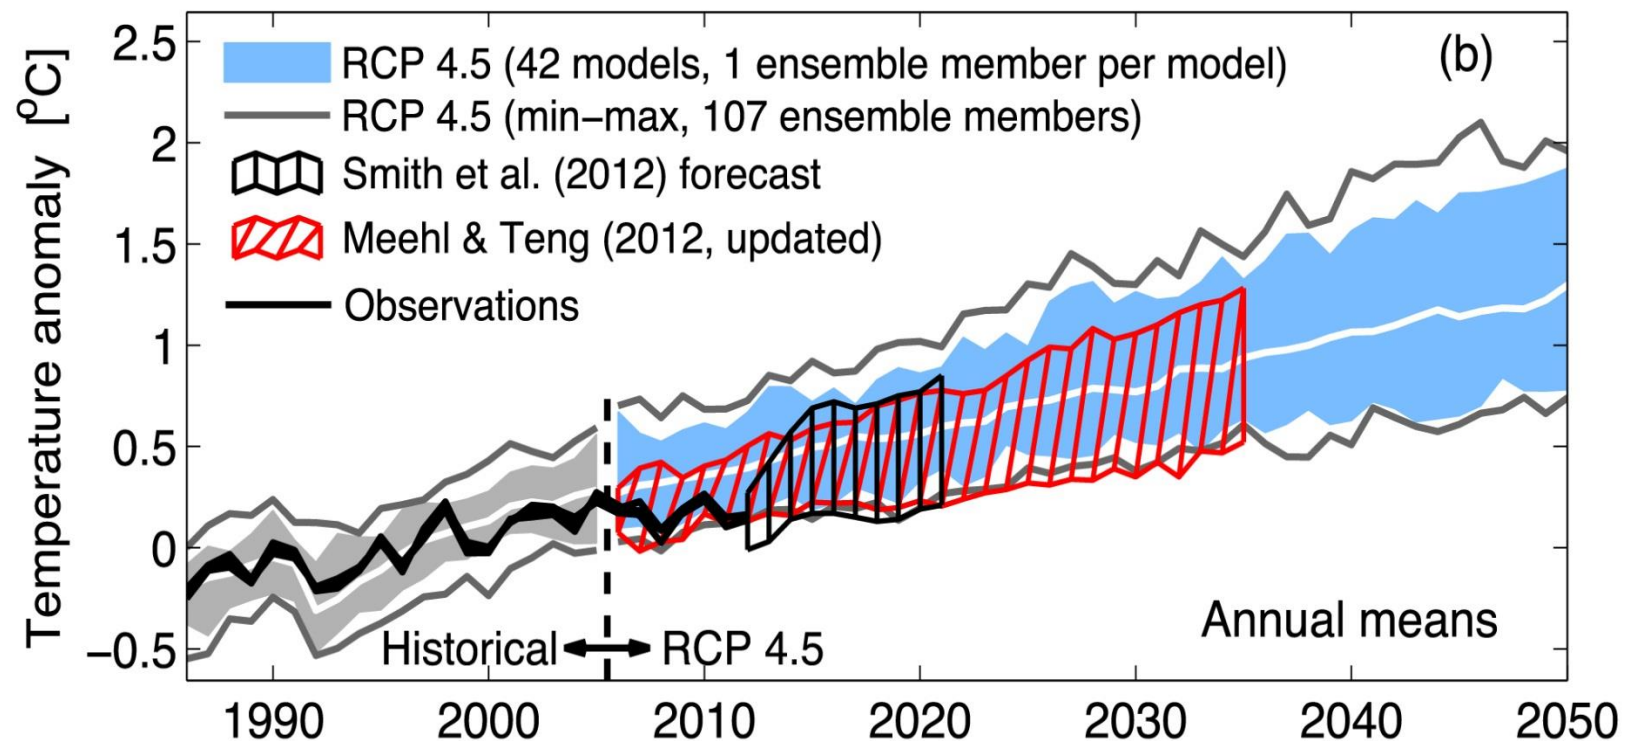 (b)
RCP 4.5 (42 models, 1 ensemble member per model)
RCP 4.5 (min−max, 107 ensemble members)
Smith et al. (2012) forecast
Meehl & Teng (2012, updated)
Observations
Temperature anomaly [°C]
2.5
2
1.5
1
0.5
0
−0.5
Historical
RCP 4.5
Annual means
1990
2000
2010
2020
2030
2040
2050